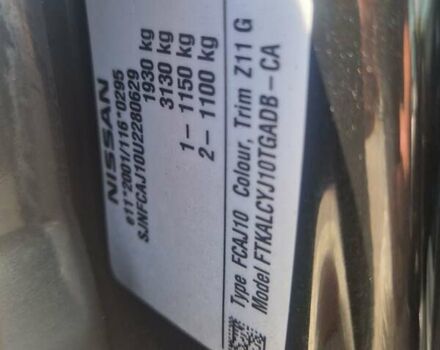 NISSAN
e11*2001/116*0295
SJNFCAJ10U2280629
1930 kg
3130 kg
1- 1150 kg
2- 1100 kg
Type FCAJ10 Colour, Trim Z11 G
Model FTKALCYJ10TGADB-CA